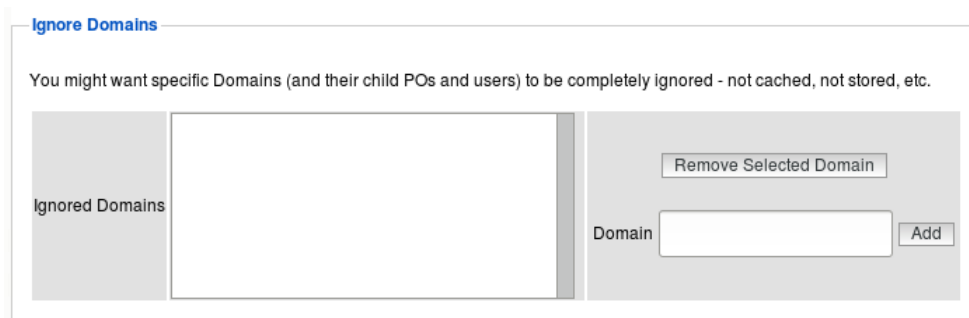 Ignore Domains
You might want specific Domains (and their child POs and users) to be completely ignored - not cached, not stored, etc.
Remove Selected Domain
Ignored Domains
Domain
Add